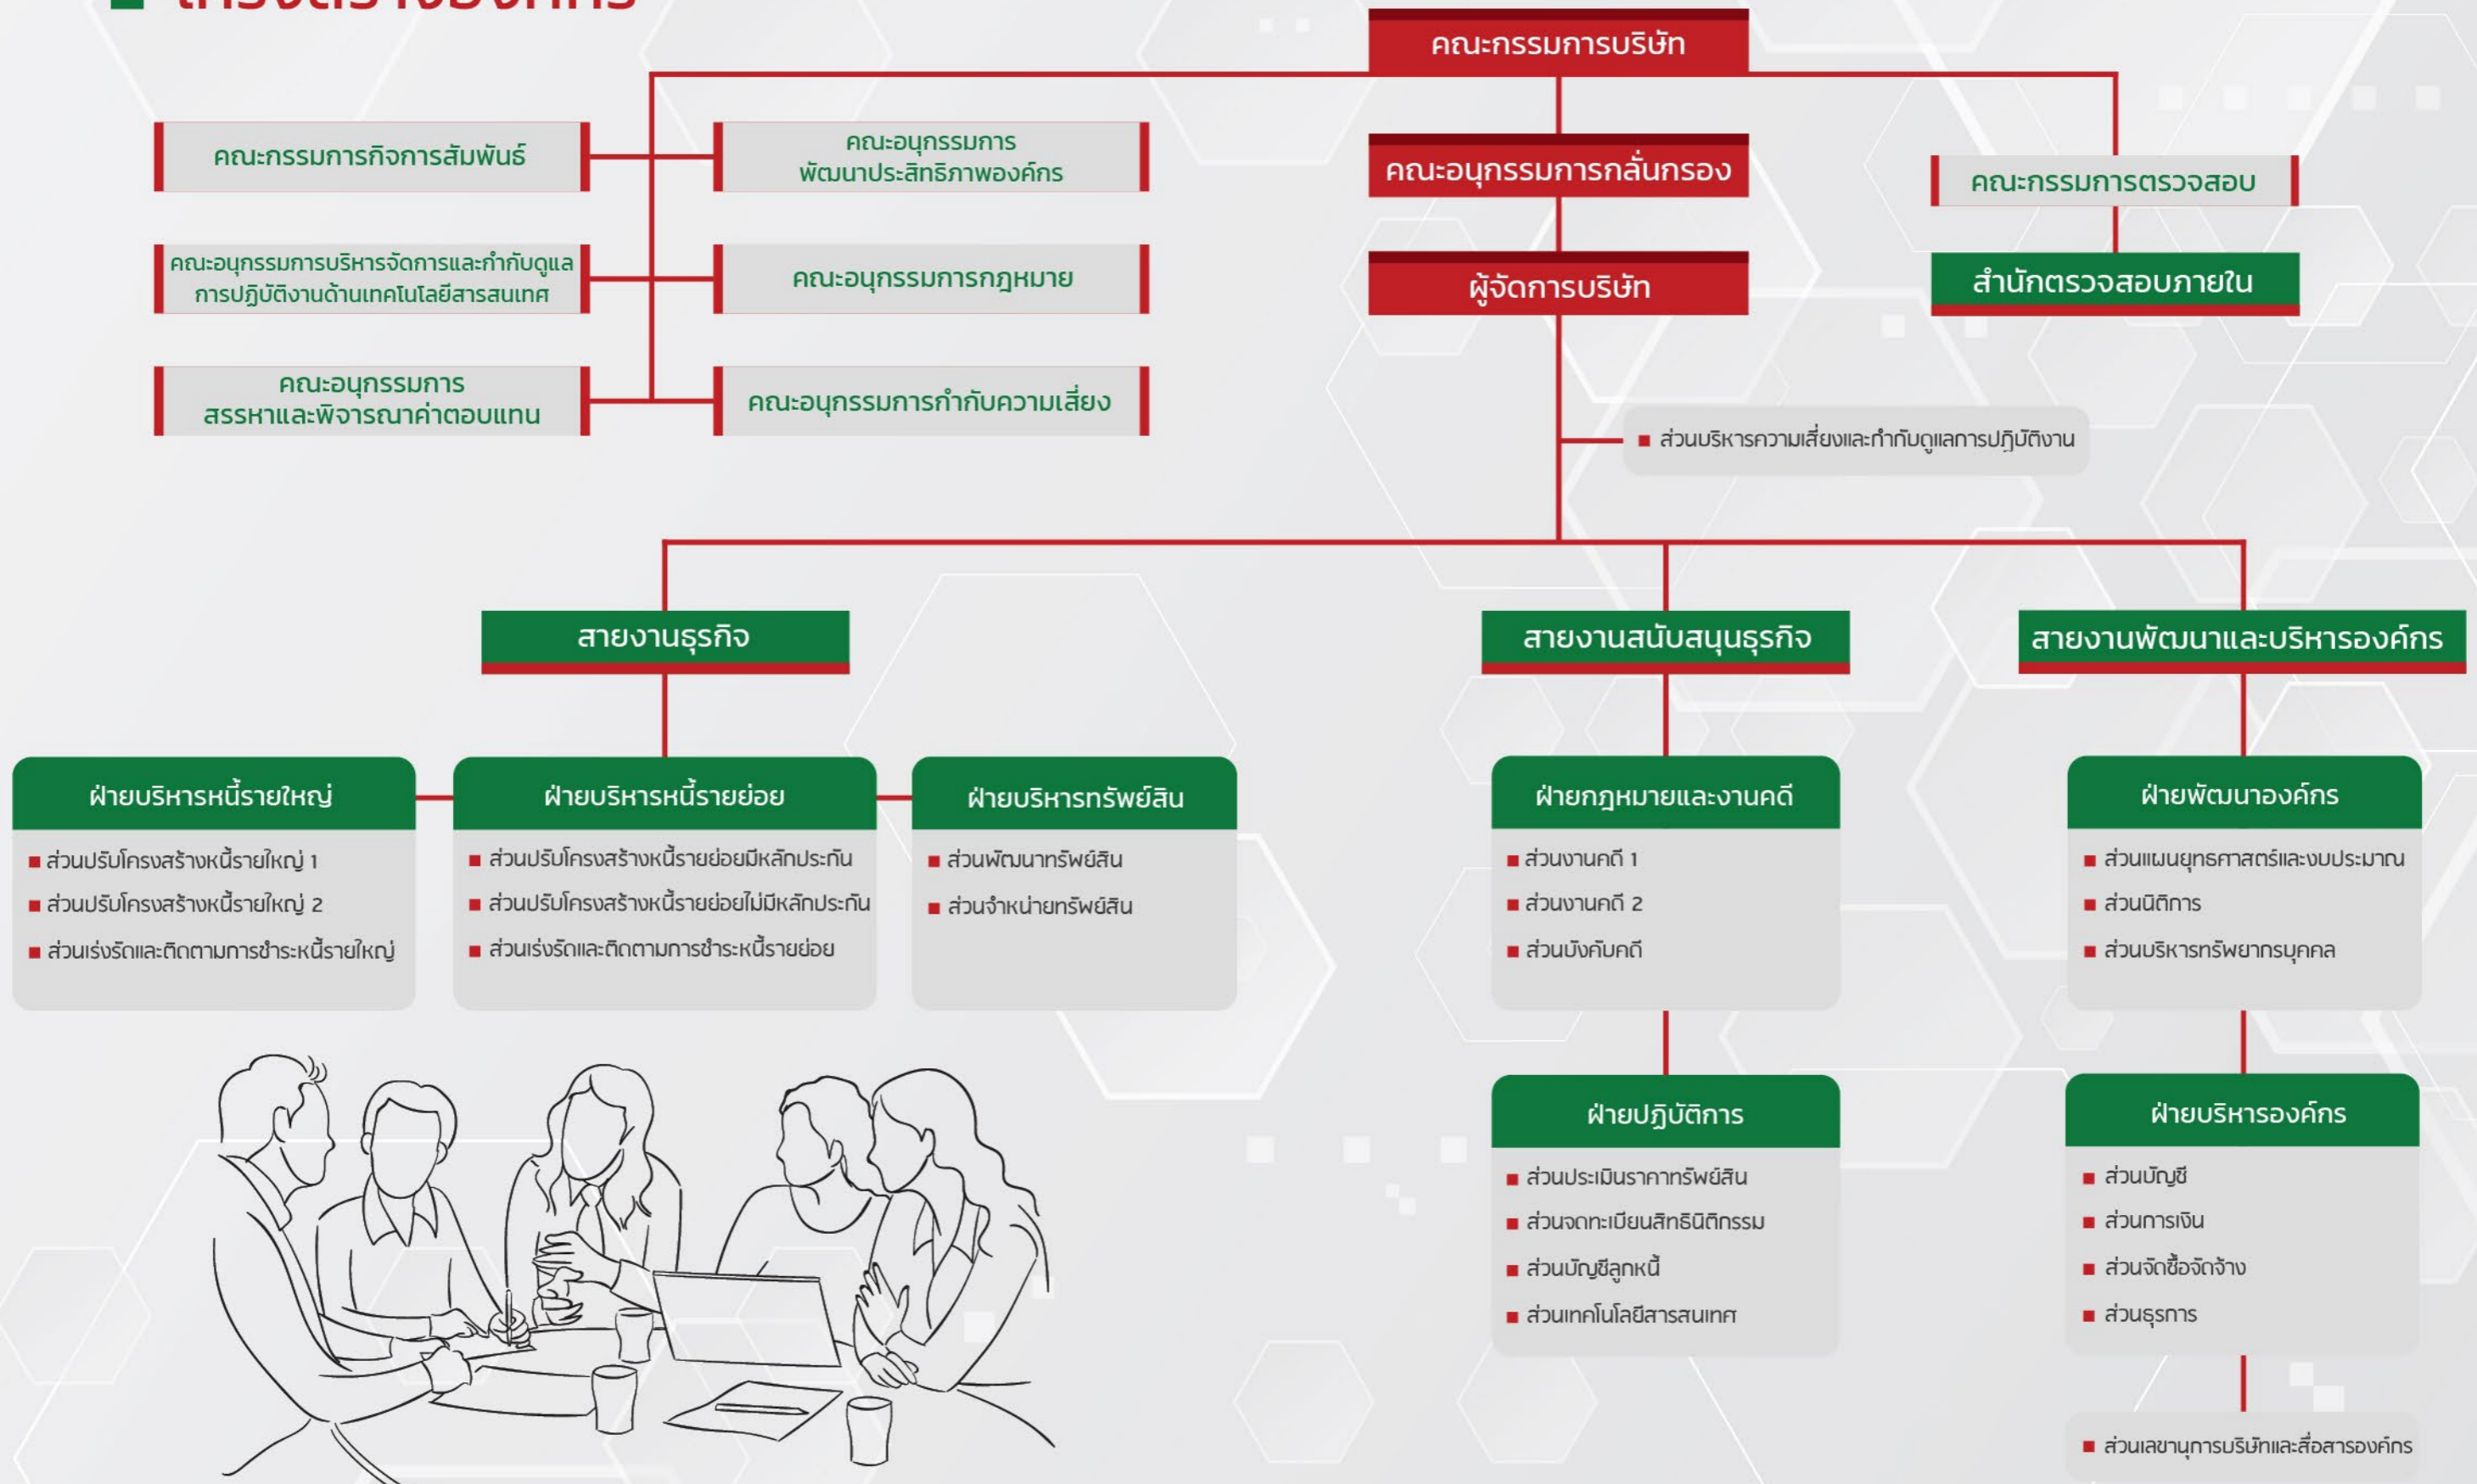 โครงสร้างองค์กร
คณะกรรมการบริษัท
คณะกรรมการกิจการสัมพันธ์
คณะอนุกรรมการ
พัฒนาประสิทธิภาพองค์กร
คณะอนุกรรมการกลั่นกรอง
คณะกรรมการตรวจสอบ
คณะอนุกรรมการบริหารจัดการและกำกับดูแล
การปฏิบัติงานด้านเทคโนโลยีสารสนเทศ
คณะอนุกรรมการกฎหมาย
ผู้จัดการบริษัท
สำนักตรวจสอบภายใน
คณะอนุกรรมการ
สรรหาและพิจารณาค่าตอบแทน
คณะอนุกรรมการกำกับความเสี่ยง
ส่วนบริหารความเสี่ยงและกำกับดูแลการปฏิบัติงาน
สายงานธุรกิจ
สายงานสนับสนุนธุรกิจ
สายงานพัฒนาและบริหารองค์กร
ฝ่ายบริหารหนี้รายใหญ่
ส่วนปรับโครงสร้างหนี้รายใหญ่ 1
ส่วนปรับโครงสร้างหนี้รายใหญ่ 2
ส่วนเร่งรัดและติดตามการชำระหนี้รายใหญ่
ฝ่ายบริหารหนี้รายย่อย
ส่วนปรับโครงสร้างหนี้รายย่อยมีหลักประกัน
ส่วนปรับโครงสร้างหนี้รายย่อยไม่มีหลักประกัน
ส่วนเร่งรัดและติดตามการชำระหนี้รายย่อย
ฝ่ายบริหารทรัพย์สิน
ส่วนพัฒนาทรัพย์สิน
ส่วนจำหน่ายทรัพย์สิน
ฝ่ายกฎหมายและงานคดี
ส่วนงานคดี 1
ส่วนงานคดี 2
ส่วนบังคับคดี
ฝ่ายพัฒนาองค์กร
ส่วนแผนยุทธศาสตร์และงบประมาณ
ส่วนนิติการ
ส่วนบริหารทรัพยากรบุคคล
ฝ่ายปฏิบัติการ
ส่วนประเมินราคาทรัพย์สิน
ส่วนจดทะเบียนสิทธินิติกรรม
ส่วนบัญชีลูกหนี้
ส่วนเทคโนโลยีสารสนเทศ
ฝ่ายบริหารองค์กร
ส่วนบัญชี
ส่วนการเงิน
ส่วนจัดซื้อจัดจ้าง
ส่วนธุรการ
ส่วนเลขานุการบริษัทและสื่อสารองค์กร